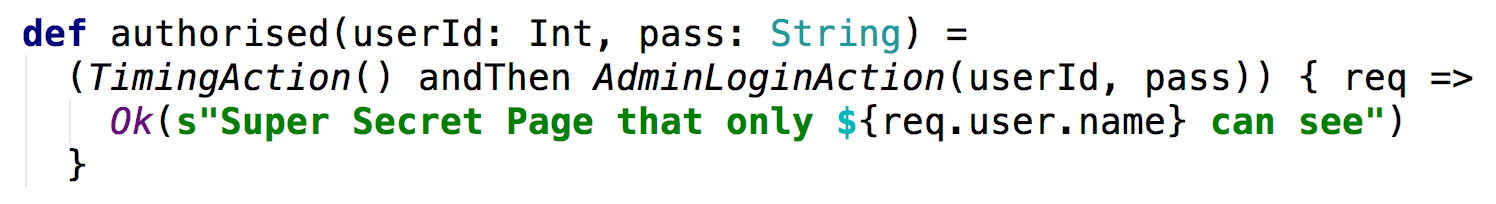 def authorised(userId: Int, pass: String) =
  (TimingAction() andThen AdminLoginAction(userId, pass)) { req =>
    Ok(s"Super Secret Page that only ${req.user.name} can see")
  }